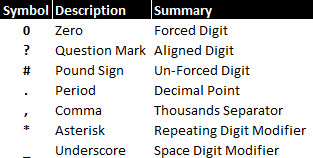 Symbol Description Summary
0 Zero Forced Digit
? Question Mark Aligned Digit
# Pound Sign Un-Forced Digit
. Period Decimal Point
, Comma Thousands Separator
* Asterisk Repeating Digit Modifier
_ Underscore Space Digit Modifier